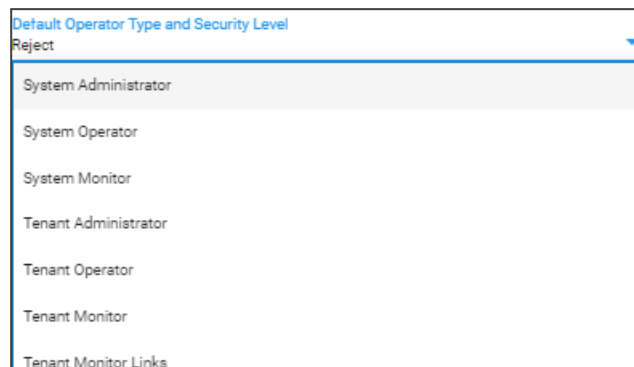 Default Operator Type and Security Level
Reject
System Administrator
System Operator
System Monitor
Tenant Administrator
Tenant Operator
Tenant Monitor
Tenant Monitor Links